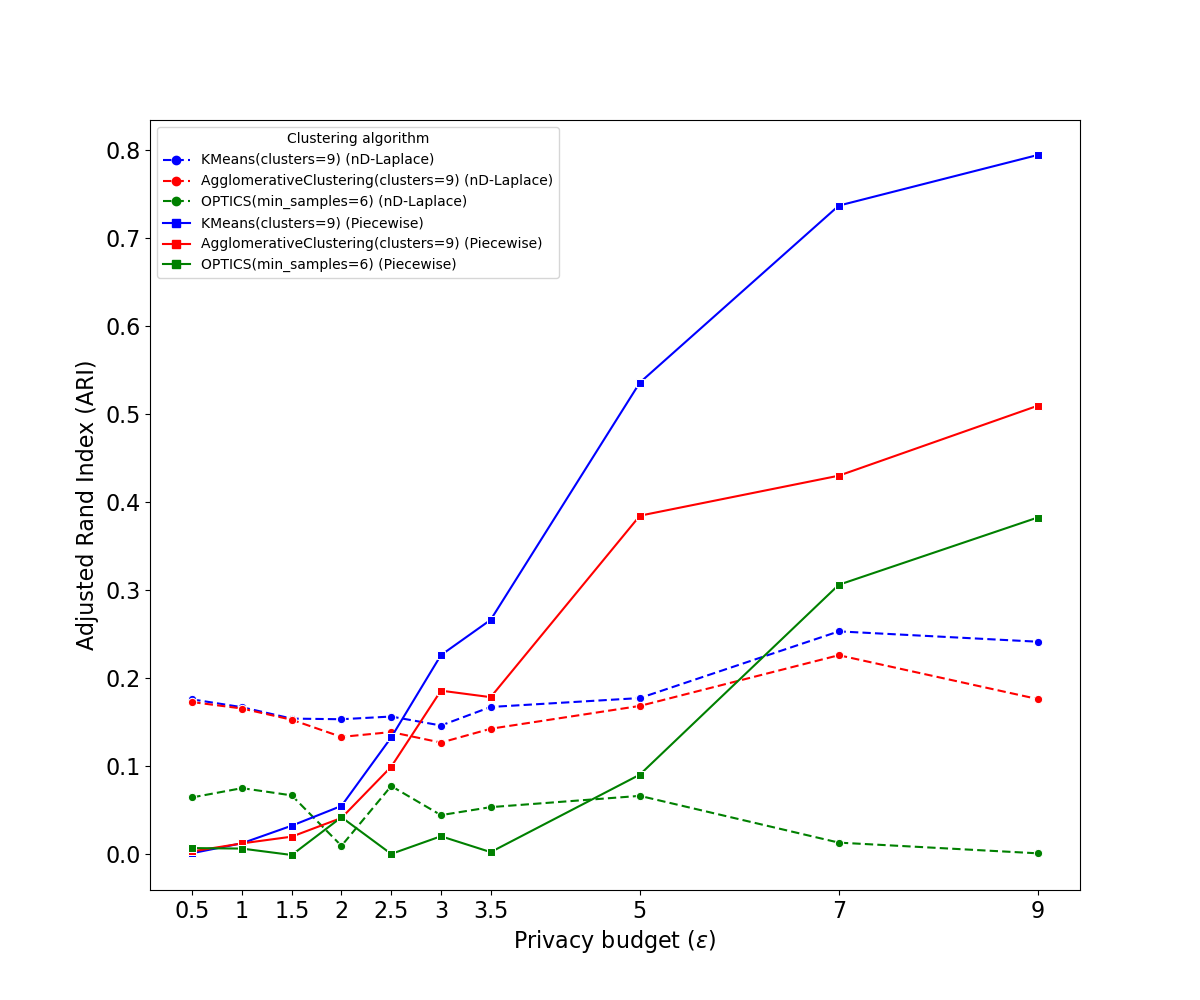 Clustering algorithm
KMeans(clusters=9) (nD-Laplace)
AgglomerativeClustering(clusters=9) (nD-Laplace)
OPTICS(min_samples=6) (nD-Laplace)
KMeans(clusters=9) (Piecewise)
AgglomerativeClustering(clusters=9) (Piecewise)
OPTICS(min_samples=6) (Piecewise)
Adjusted Rand Index (ARI)
0.8
0.7
0.6
0.5
0.4
0.3
0.2
0.1
0.0
0.5 1 1.5 2 2.5 3 3.5 5 7 9
Privacy budget (ε)